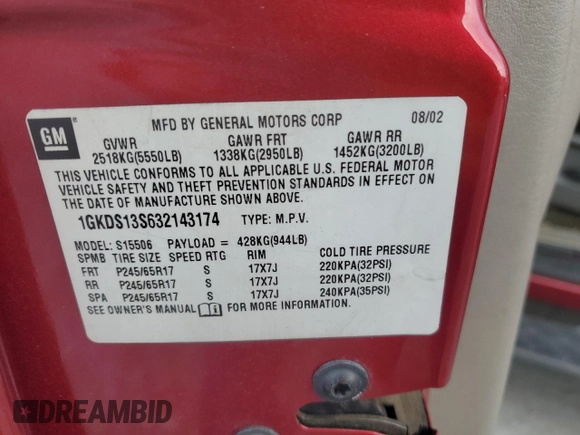 MFD BY GENERAL MOTORS CORP 08/02
GM
GVWR GAWR FRT GAWR RR
2518KG(5550LB) 1338KG(2950LB) 1452KG(3200LB)
THIS VEHICLE CONFORMS TO ALL APPLICABLE U.S. FEDERAL MOTOR
VEHICLE SAFETY AND THEFT PREVENTION STANDARDS IN EFFECT ON
THE DATE OF MANUFACTURE SHOWN ABOVE.
1GKDS13S632143174 TYPE: M.P.V.
MODEL: S15506 PAYLOAD = 428KG(944LB)
SPMB TIRE SIZE SPEED RTG RIM COLD TIRE PRESSURE
FRT P245/65R17 S 17X7J 220KPA(32PSI)
RR P245/65R17 S 17X7J 220KPA(32PSI)
SPA P245/65R17 S 17X7J 240KPA(35PSI)
SEE OWNER'S MANUAL FOR MORE INFORMATION.
DREAMBID